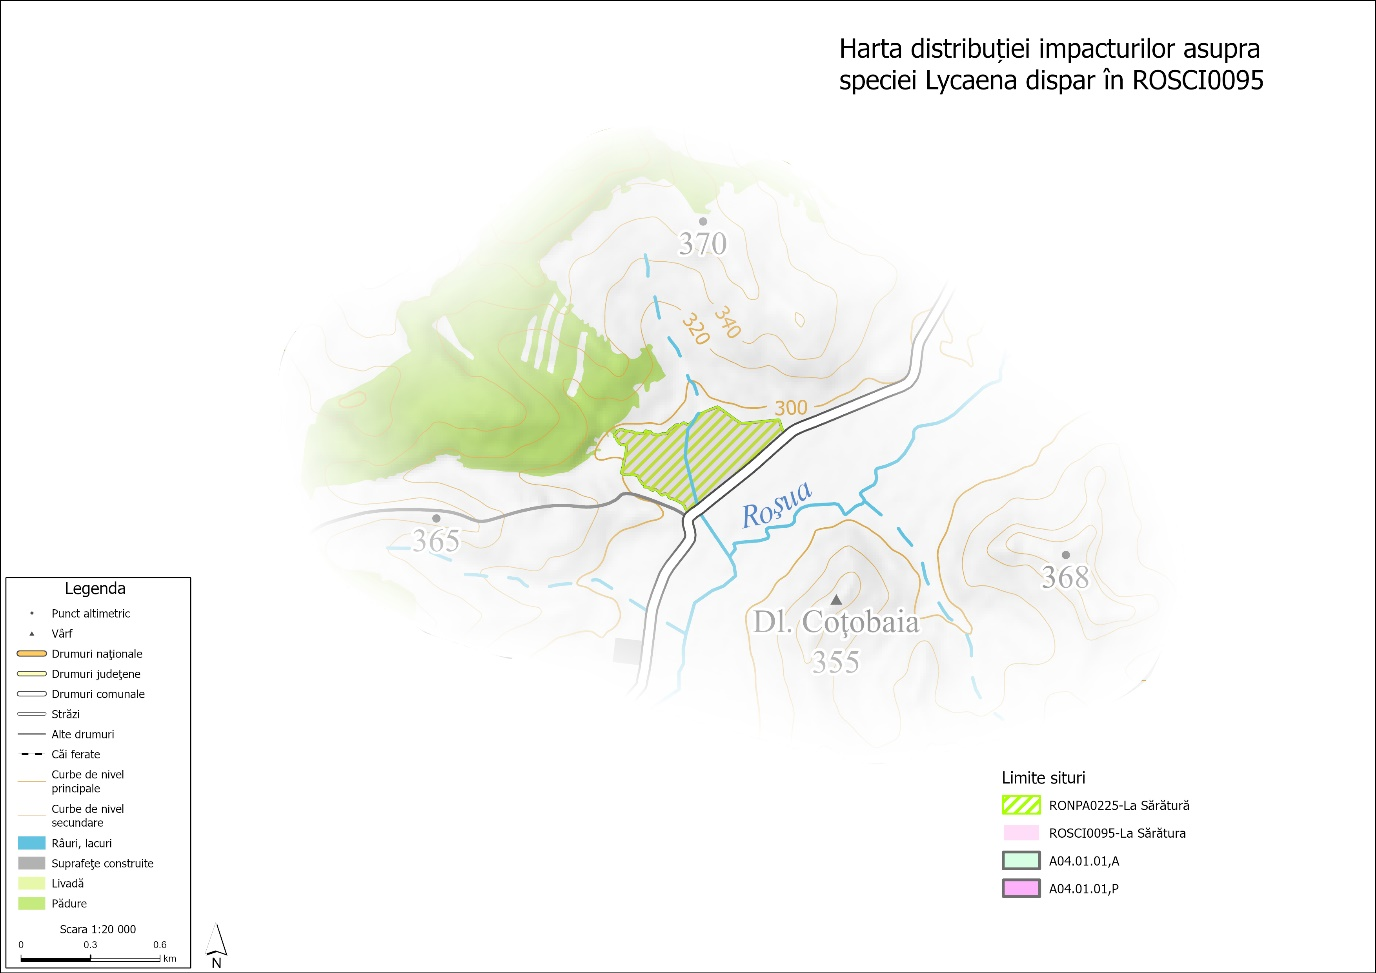 Harta distribuției impacturilor asupra
speciei Lycaena dispar în ROSCI0095
370
340
320
300
Roșua
365
368
Dl. Coțobaia
355
Legenda
Punct altimetric
Vârf
Drumuri naţionale
Drumuri judeţene
Drumuri comunale
Străzi
Alte drumuri
Căi ferate
Curbe de nivel
principale
Curbe de nivel
secundare
Râuri, lacuri
Suprafeţe construite
Livadă
Pădure
Scara 1:20 000
0 0.3 0.6
km
N
Limite situri
RONPA0225-La Sărătură
ROSCI0095-La Sărătura
A04.01.01,A
A04.01.01,P